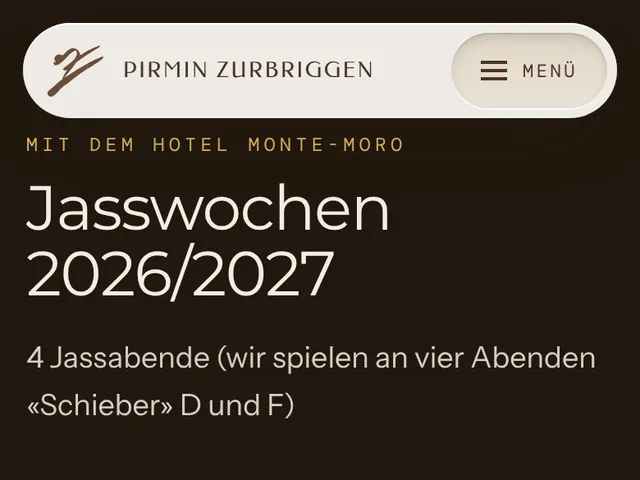 PIRMIN ZURBRIGGEN
MENÜ
MIT DEM HOTEL MONTE-MORO
Jasswochen
2026/2027
4 Jassabende (wir spielen an vier Abenden
«Schieber» D und F)